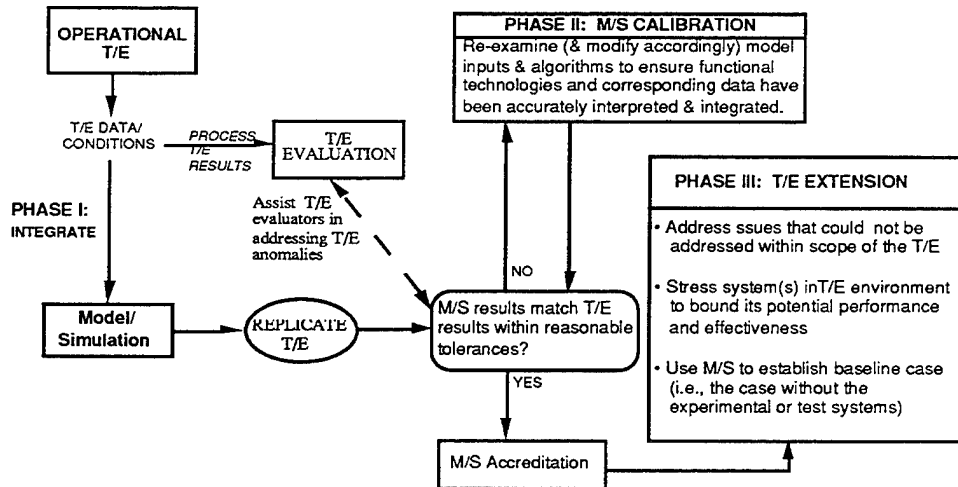 OPERATIONAL
T/E
T/E DATA/
CONDITIONS
PROCESS
T/E
RESULTS
T/E
EVALUATION
PHASE I:
INTEGRATE
Assist T/E
evaluators in
addressing T/E
anomalies
Model/
Simulation
REPLICATE
T/E
PHASE II: M/S CALIBRATION
Re-examine (& modify accordingly) model
inputs & algorithms to ensure functional
technologies and corresponding data have
been accurately interpreted & integrated.
NO
M/S results match T/E
results within reasonable
tolerances?
YES
M/S Accreditation
PHASE III: T/E EXTENSION
• Address ssues that could not be
addressed within scope of the T/E
• Stress system(s) inT/E environment
to bound its potential performance
and effectiveness
• Use M/S to establish baseline case
(i.e., the case without the
experimental or test systems)